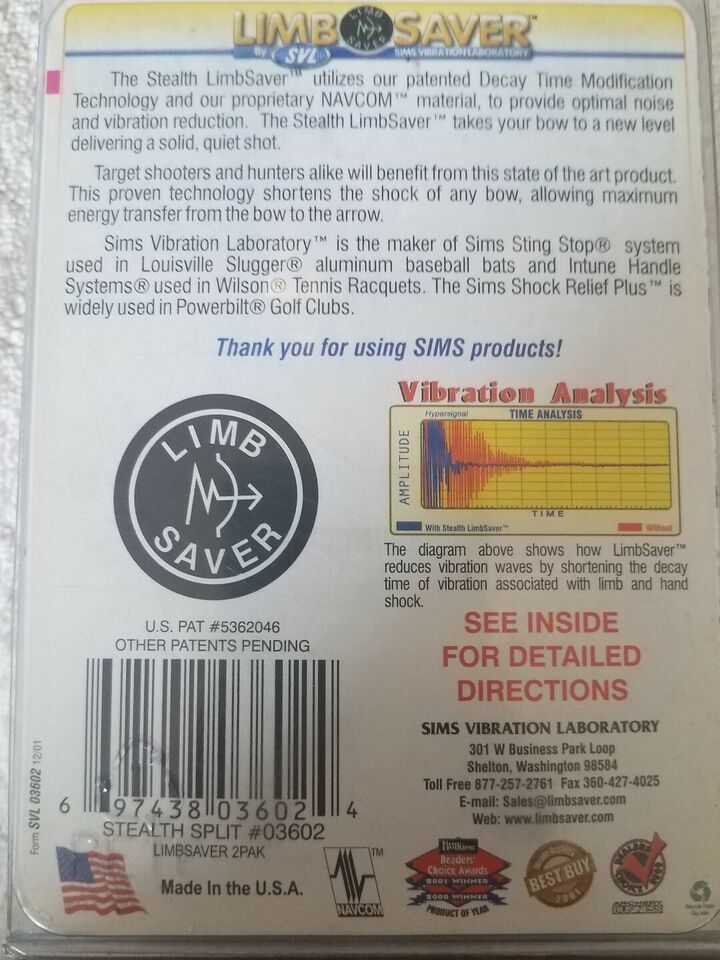 LIMB SAVER™
LIMB
SAVER
BY SVL SIMS VIBRATION LABORATORY
The Stealth LimbSaver™ utilizes our patented Decay Time Modification
Technology and our proprietary NAVCOM™ material, to provide optimal noise
and vibration reduction. The Stealth LimbSaver™ takes your bow to a new level
delivering a solid, quiet shot.
Target shooters and hunters alike will benefit from this state of the art product.
This proven technology shortens the shock of any bow, allowing maximum
energy transfer from the bow to the arrow.
Sims Vibration Laboratory™ is the maker of Sims Sting Stop® system
used in Louisville Slugger® aluminum baseball bats and Intune Handle
Systems® used in Wilson® Tennis Racquets. The Sims Shock Relief Plus™ is
widely used in Powerbilt® Golf Clubs.
Thank you for using SIMS products!
LIMB
SAVER
U.S. PAT #5362046
OTHER PATENTS PENDING
6 97438 03602 4
STEALTH SPLIT #03602
LIMBSAVER 2PAK
Form SVL 03602 12/01
Made In the U.S.A.
Vibration Analysis
Hypersignal TIME ANALYSIS
AMPLITUDE
TIME
With Stealth LimbSaver™ Without
The diagram above shows how LimbSaver™
reduces vibration waves by shortening the decay
time of vibration associated with limb and hand
shock.
SEE INSIDE
FOR DETAILED
DIRECTIONS
SIMS VIBRATION LABORATORY
301 W Business Park Loop
Shelton, Washington 98584
Toll Free 877-257-2761 Fax 360-427-4025
E-mail: Sales@limbsaver.com
Web: www.limbsaver.com
NAVCOM™
Readers'
Choice Awards
2001 WINNER
2000 WINNER
PRODUCT OF YEAR
BEST BUY
2001
ARCHERY
BUSINESS